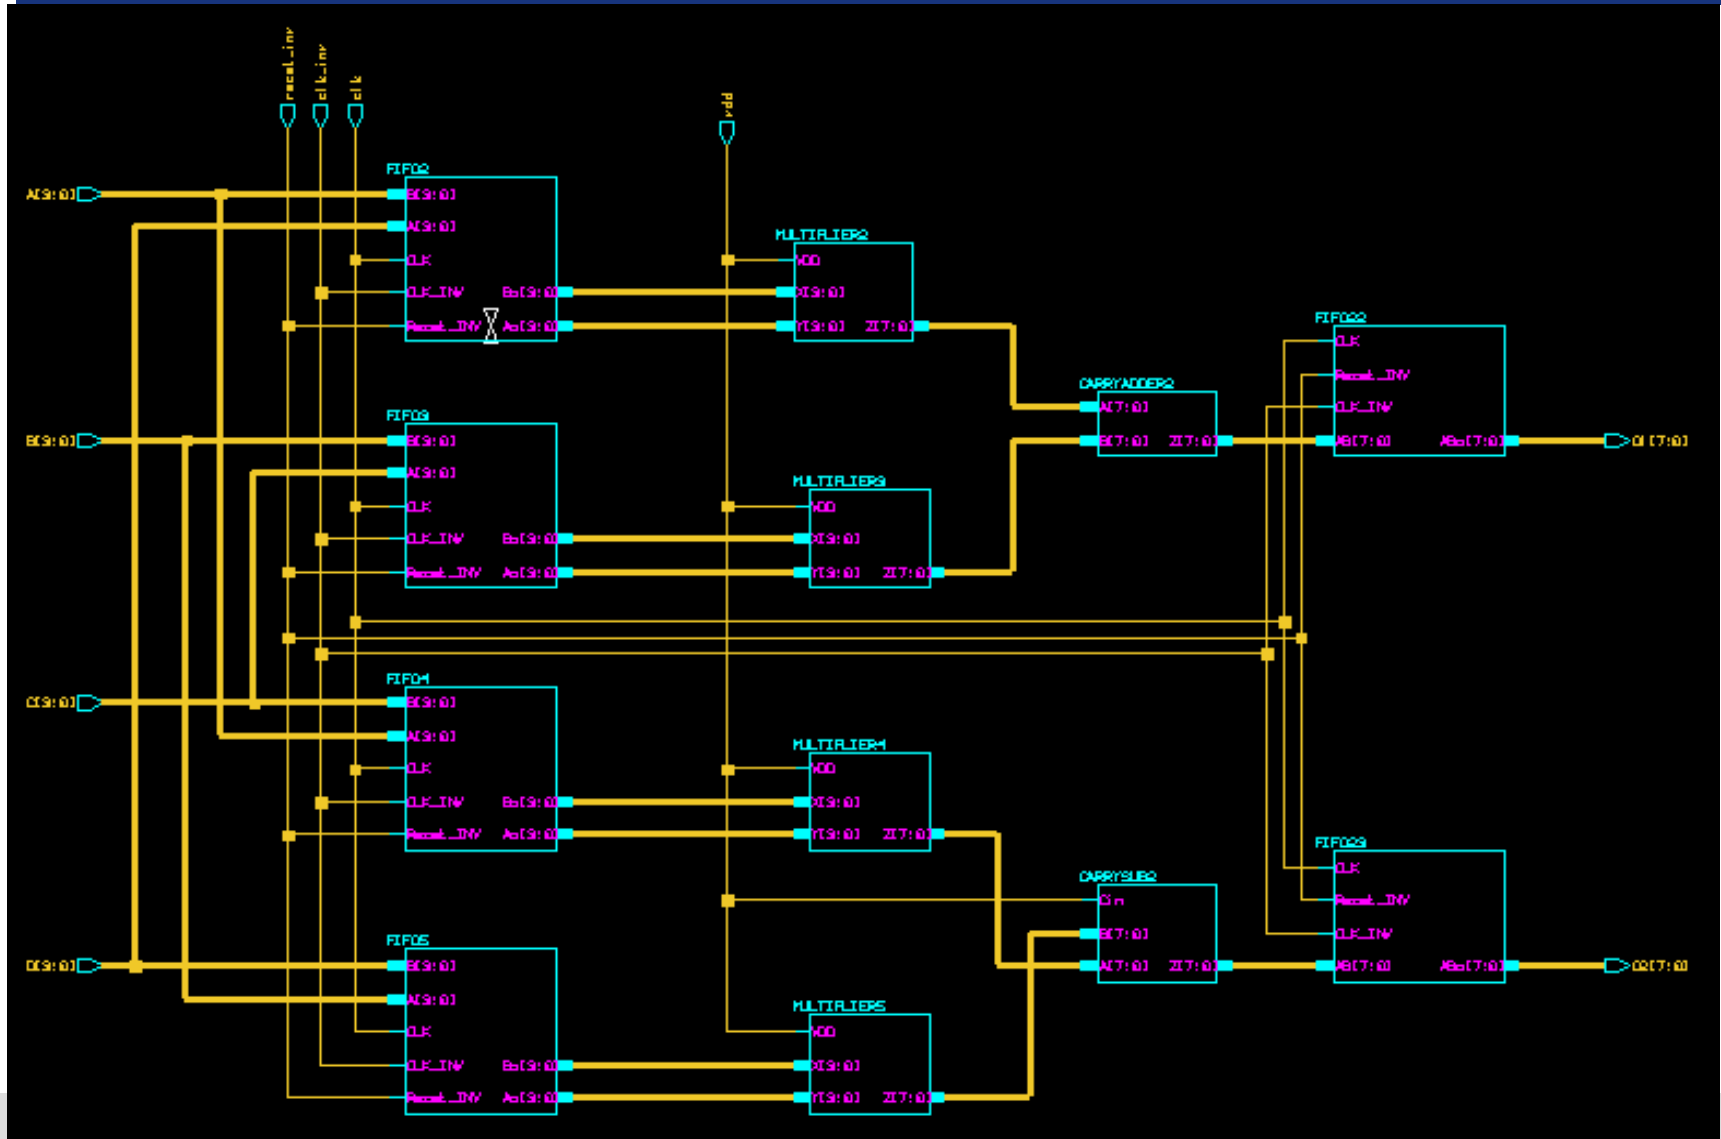 reset_inv
clk_inv
clk
vdd
FIFO2
A[3:0]
B[3:0]
A[3:0]
CLK
CLK_INV
Bo[3:0]
Reset_INV
Ao[3:0]
MULTIPLIER2
VDD
X[3:0]
Y[3:0]
Z[7:0]
FIFO22
CLK
Reset_INV
CLK_INV
AB[7:0]
ABo[7:0]
O1[7:0]
CARRYADDER2
A[7:0]
B[7:0]
Z[7:0]
FIFO3
B[3:0]
B[3:0]
A[3:0]
CLK
CLK_INV
Bo[3:0]
Reset_INV
Ao[3:0]
MULTIPLIER3
VDD
X[3:0]
Y[3:0]
Z[7:0]
FIFO4
C[3:0]
B[3:0]
A[3:0]
CLK
CLK_INV
Bo[3:0]
Reset_INV
Ao[3:0]
MULTIPLIER4
VDD
X[3:0]
Y[3:0]
Z[7:0]
FIFO23
CLK
Reset_INV
CLK_INV
AB[7:0]
ABo[7:0]
O2[7:0]
CARRYSUB2
Cin
B[7:0]
A[7:0]
Z[7:0]
FIFO5
D[3:0]
B[3:0]
A[3:0]
CLK
CLK_INV
Bo[3:0]
Reset_INV
Ao[3:0]
MULTIPLIER5
VDD
X[3:0]
Y[3:0]
Z[7:0]